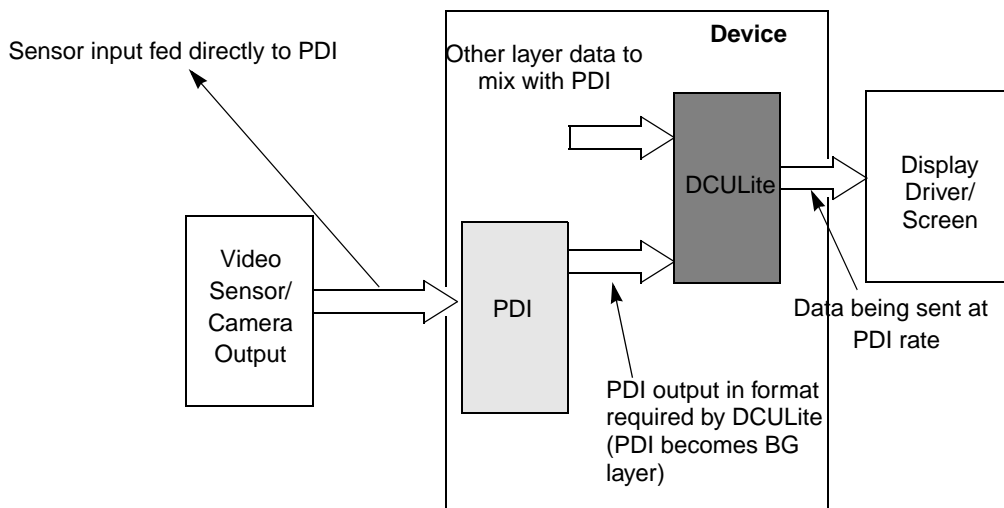 Device
Sensor input fed directly to PDI
Other layer data to
mix with PDI
DCULite
Display
Driver/
Screen
Video
Sensor/
Camera
Output
PDI
Data being sent at
PDI rate
PDI output in format
required by DCULite
(PDI becomes BG
layer)